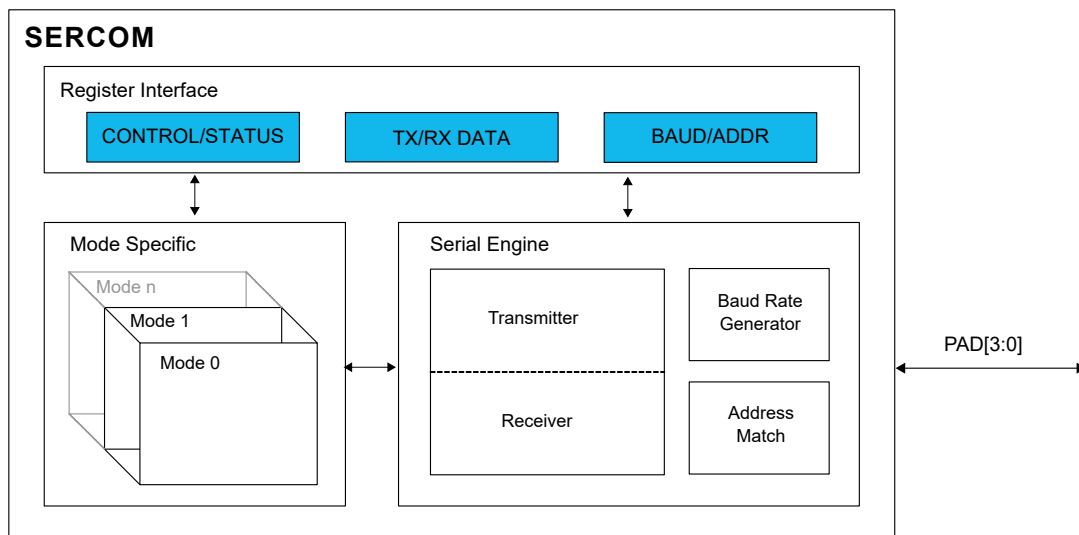 SERCOM
Register Interface
CONTROL/STATUS
TX/RX DATA
BAUD/ADDR
Mode Specific
Mode n
Mode 1
Mode 0
Serial Engine
Transmitter
Receiver
Baud Rate
Generator
Address
Match
PAD[3:0]